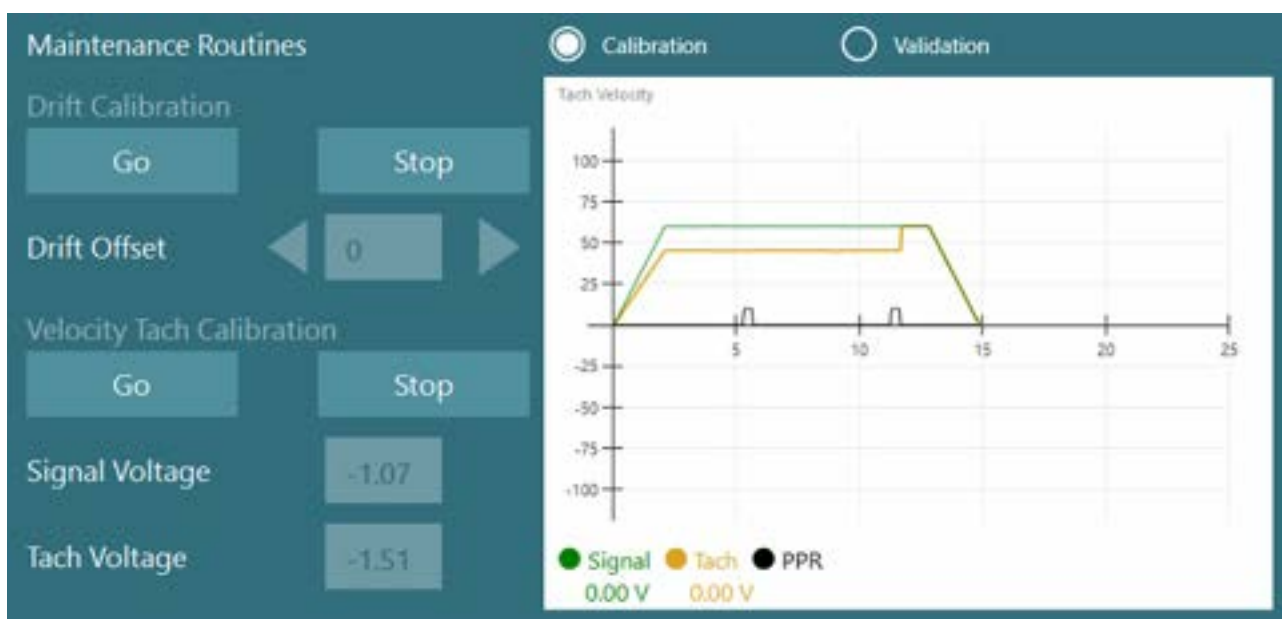 Maintenance Routines
Drift Calibration
Go
Stop
Drift Offset
0
Velocity Tach Calibration
Go
Stop
Signal Voltage
-1.07
Tach Voltage
-1.51
Calibration
Validation
Tach Velocity
100
75
50
25
-25
-50
-75
-100
5
10
15
20
25
Signal
Tach
PPR
0.00 V
0.00 V